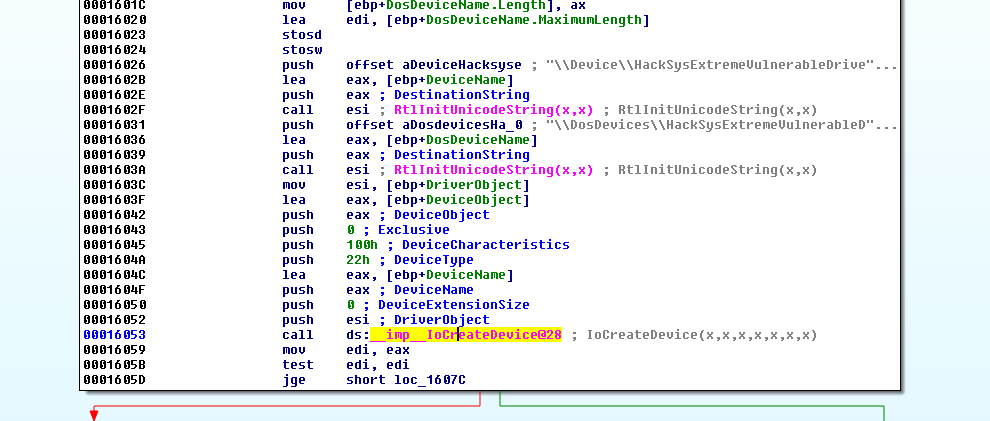 0001601C mov [ebp+DosDeviceName.Length], ax
00016020 lea edi, [ebp+DosDeviceName.MaximumLength]
00016023 stosd
00016024 stosw
00016026 push offset aDeviceHacksyse ; "\\Device\\HackSysExtremeVulnerableDrive"...
0001602B lea eax, [ebp+DeviceName]
0001602E push eax ; DestinationString
0001602F call esi ; RtlInitUnicodeString(x,x) ; RtlInitUnicodeString(x,x)
00016031 push offset aDosdevicesHa_0 ; "\\DosDevices\\HackSysExtremeVulnerableD"...
00016036 lea eax, [ebp+DosDeviceName]
00016039 push eax ; DestinationString
0001603A call esi ; RtlInitUnicodeString(x,x) ; RtlInitUnicodeString(x,x)
0001603C mov esi, [ebp+DriverObject]
0001603F lea eax, [ebp+DeviceObject]
00016042 push eax ; DeviceObject
00016043 push 0 ; Exclusive
00016045 push 100h ; DeviceCharacteristics
0001604A push 22h ; DeviceType
0001604C lea eax, [ebp+DeviceName]
0001604F push eax ; DeviceName
00016050 push 0 ; DeviceExtensionSize
00016052 push esi ; DriverObject
00016053 call ds:__imp__IoCreateDevice@28 ; IoCreateDevice(x,x,x,x,x,x,x)
00016059 mov edi, eax
0001605B test edi, edi
0001605D jge short loc_1607C